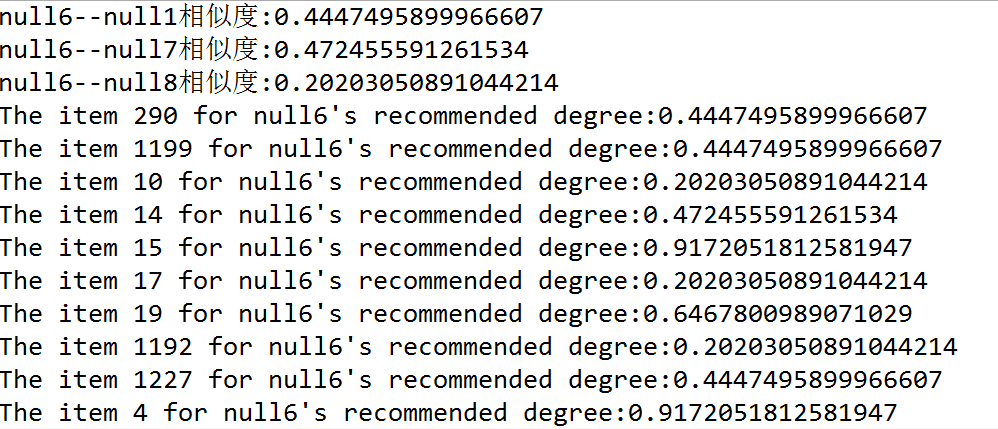 null6--null1相似度:0.4447495899966607
null6--null7相似度:0.472455591261534
null6--null8相似度:0.20203050891044214
The item 290 for null6's recommended degree:0.4447495899966607
The item 1199 for null6's recommended degree:0.4447495899966607
The item 10 for null6's recommended degree:0.20203050891044214
The item 14 for null6's recommended degree:0.472455591261534
The item 15 for null6's recommended degree:0.9172051812581947
The item 17 for null6's recommended degree:0.20203050891044214
The item 19 for null6's recommended degree:0.6467800989071029
The item 1192 for null6's recommended degree:0.20203050891044214
The item 1227 for null6's recommended degree:0.4447495899966607
The item 4 for null6's recommended degree:0.9172051812581947